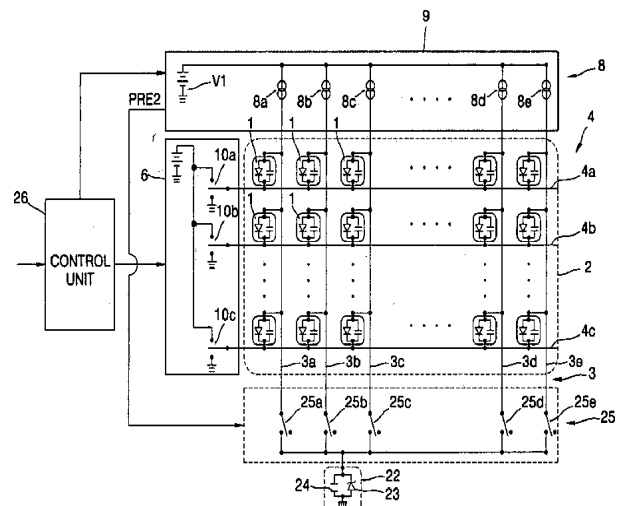 9
V1
8
8a 8b 8c 8d 8e
PRE2
1 1 1
4
6
10a
4a
26
10b
1 1
4b
CONTROL
UNIT
2
10c
4c
3a 3b 3c 3d 3e
3
25a 25b 25c 25d 25e
25
22
24
23